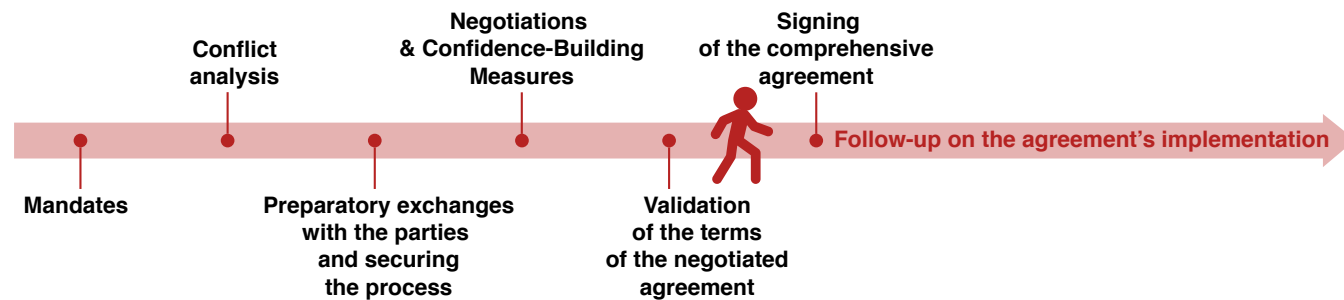 Mandates
Conflict
analysis
Preparatory exchanges
with the parties
and securing
the process
Negotiations
& Confidence-Building
Measures
Validation
of the terms
of the negotiated
agreement
Signing
of the comprehensive
agreement
Follow-up on the agreement’s implementation